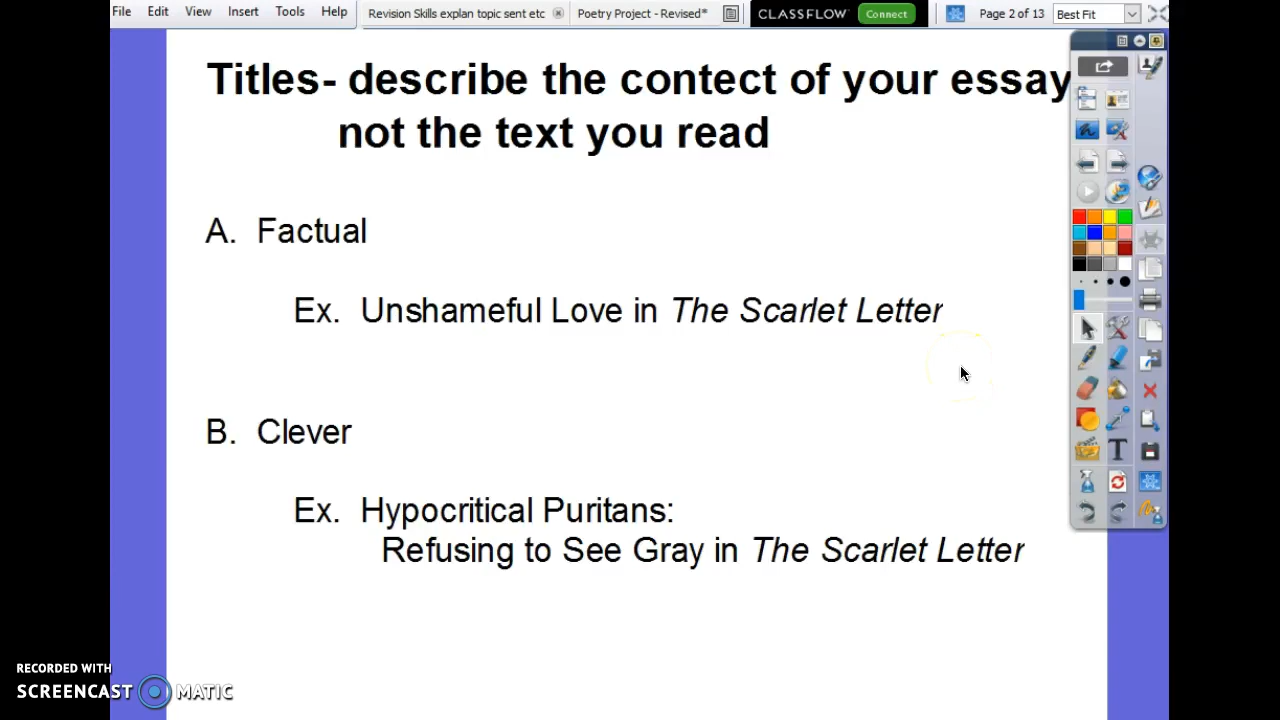 File Edit View Insert Tools Help Revision Skills explan topic sent etc Poetry Project - Revised* CLASSFLOW Connect Page 2 of 13 Best Fit
Titles- describe the contect of your essay
not the text you read
A. Factual
Ex. Unshameful Love in The Scarlet Letter
B. Clever
Ex. Hypocritical Puritans:
Refusing to See Gray in The Scarlet Letter
RECORDED WITH
SCREENCAST MATIC